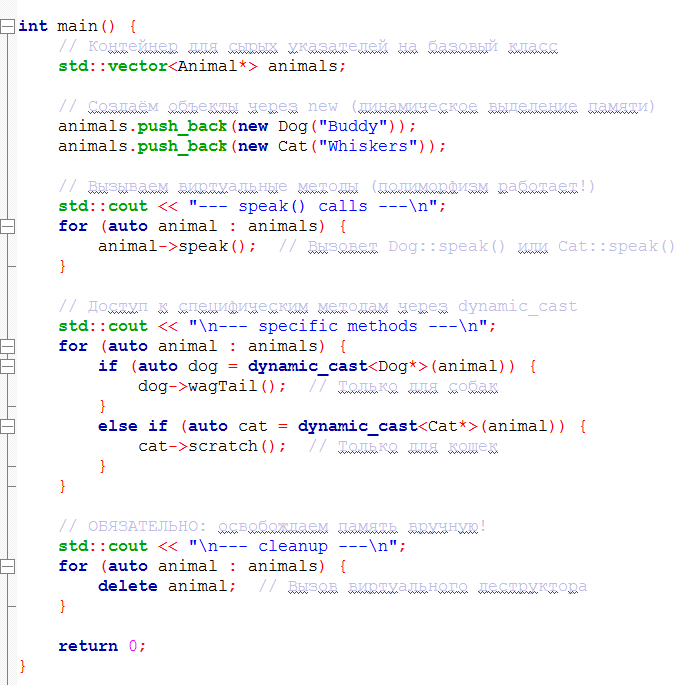 int main() {
    // Контейнер для сырых указателей на базовый класс
    std::vector<Animal*> animals;

    // Создаём объекты через new (динамическое выделение памяти)
    animals.push_back(new Dog("Buddy"));
    animals.push_back(new Cat("Whiskers"));

    // Вызываем виртуальные методы (полиморфизм работает!)
    std::cout << "--- speak() calls ---\n";
    for (auto animal : animals) {
        animal->speak();  // Вызовет Dog::speak() или Cat::speak()
    }

    // Доступ к специфическим методам через dynamic_cast
    std::cout << "\n--- specific methods ---\n";
    for (auto animal : animals) {
        if (auto dog = dynamic_cast<Dog*>(animal)) {
            dog->wagTail();  // Только для собак
        }
        else if (auto cat = dynamic_cast<Cat*>(animal)) {
            cat->scratch();  // Только для кошек
        }
    }

    // ОБЯЗАТЕЛЬНО: освобождаем память вручную!
    std::cout << "\n--- cleanup ---\n";
    for (auto animal : animals) {
        delete animal;  // Вызов виртуального деструктора
    }

    return 0;
}